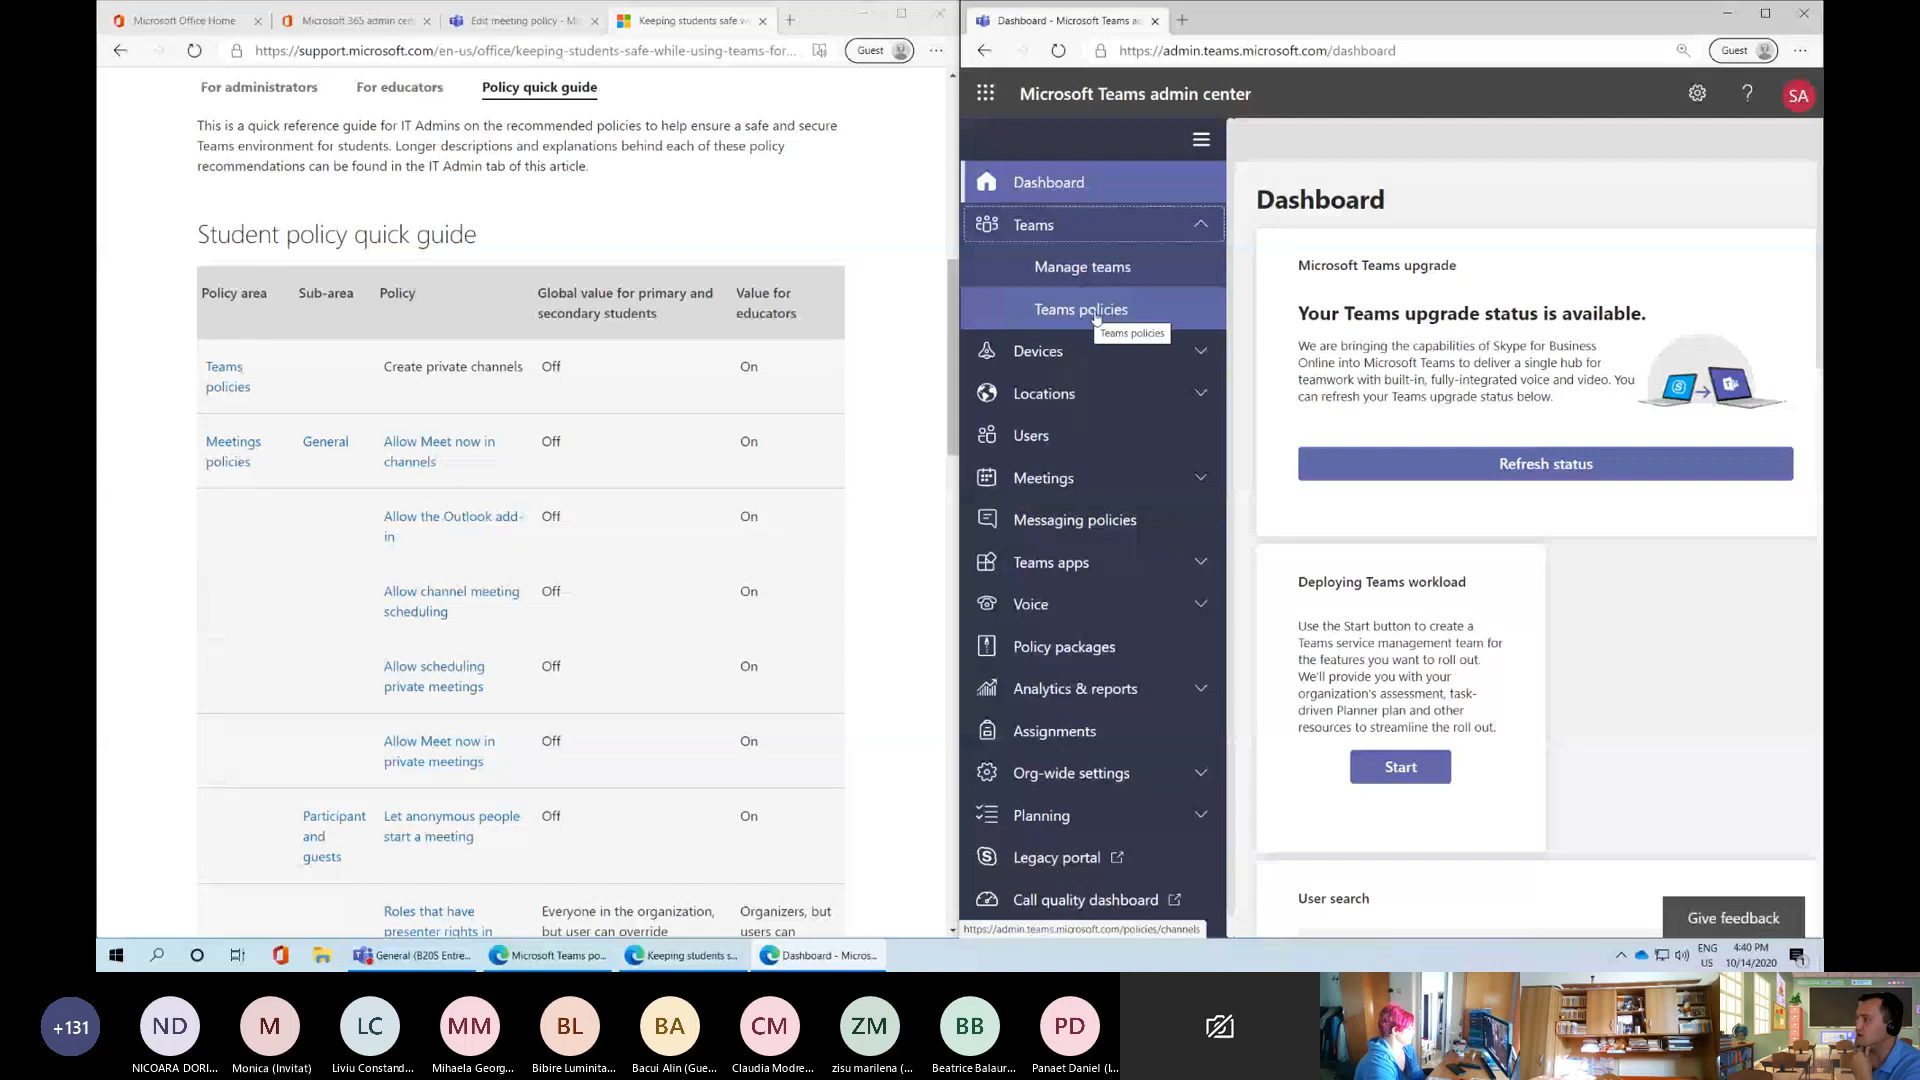 Microsoft Office Home
Microsoft 365 admin cen
Edit meeting policy - M
Keeping students safe w
https://support.microsoft.com/en-us/office/keeping-students-safe-while-using-teams-for...
Guest
For administrators
For educators
Policy quick guide
This is a quick reference guide for IT Admins on the recommended policies to help ensure a safe and secure
Teams environment for students. Longer descriptions and explanations behind each of these policy
recommendations can be found in the IT Admin tab of this article.
Student policy quick guide
Policy area
Sub-area
Policy
Global value for primary and
secondary students
Value for
educators
Teams
policies
Create private channels
Off
On
Meetings
policies
General
Allow Meet now in
channels
Off
On
Allow the Outlook add-
in
Off
On
Allow channel meeting
scheduling
Off
On
Allow scheduling
private meetings
Off
On
Allow Meet now in
private meetings
Off
On
Participant
and
guests
Let anonymous people
start a meeting
Off
On
Roles that have
presenter rights in
Everyone in the organization,
but user can override
Organizers, but
users can
Dashboard - Microsoft Teams ac
https://admin.teams.microsoft.com/dashboard
Guest
Microsoft Teams admin center
?
SA
Dashboard
Teams
Manage teams
Teams policies
Teams policies
Devices
Locations
Users
Meetings
Messaging policies
Teams apps
Voice
Policy packages
Analytics & reports
Assignments
Org-wide settings
Planning
Legacy portal
Call quality dashboard
https://admin.teams.microsoft.com/policies/channels
Dashboard
Microsoft Teams upgrade
Your Teams upgrade status is available.
We are bringing the capabilities of Skype for Business
Online into Microsoft Teams to deliver a single hub for
teamwork with built-in, fully-integrated voice and video. You
can refresh your Teams upgrade status below.
Refresh status
Deploying Teams workload
Use the Start button to create a
Teams service management team for
the features you want to roll out.
We'll provide you with your
organization's assessment, task-
driven Planner plan and other
resources to streamline the roll out.
Start
User search
Give feedback
General (B20S Entre...
Microsoft Teams po...
Keeping students s...
Dashboard - Micros...
ENG
US
4:40 PM
10/14/2020
+131
ND
M
LC
MM
BL
BA
CM
ZM
BB
PD
NICOARA DORI...
Monica (Invitat)
Liviu Constand...
Mihaela Georg...
Bibire Luminita...
Bacui Alin (Gue...
Claudia Modre...
zisu marilena (...
Beatrice Balaur...
Panaet Daniel (I...